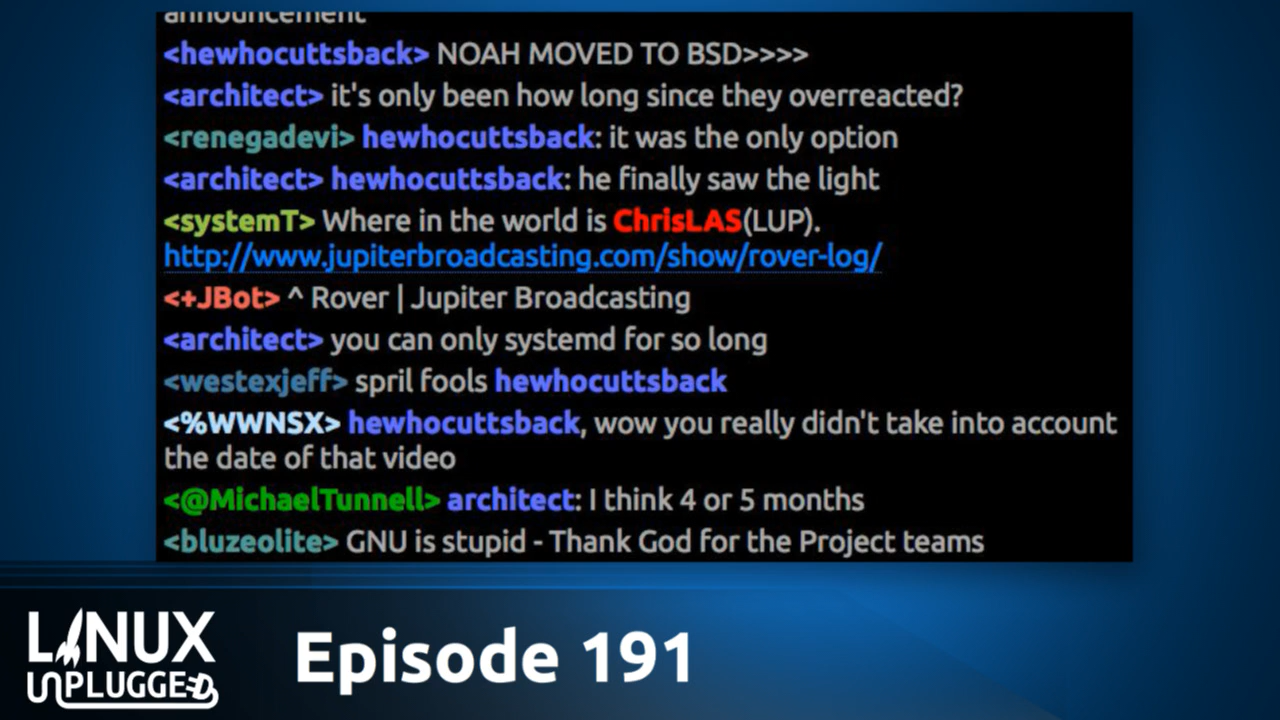 announcement
<hewhocuttsback> NOAH MOVED TO BSD>>>>
<architect> it's only been how long since they overreacted?
<renegadevi> hewhocuttsback: it was the only option
<architect> hewhocuttsback: he finally saw the light
<systemT> Where in the world is ChrisLAS(LUP).
http://www.jupiterbroadcasting.com/show/rover-log/
<+JBot> ^ Rover | Jupiter Broadcasting
<architect> you can only systemd for so long
<westexjeff> spril fools hewhocuttsback
<%WWNSX> hewhocuttsback, wow you really didn't take into account
the date of that video
<@MichaelTunnell> architect: I think 4 or 5 months
<bluzeolite> GNU is stupid - Thank God for the Project teams
LINUX
UNPLUGGED
Episode 191